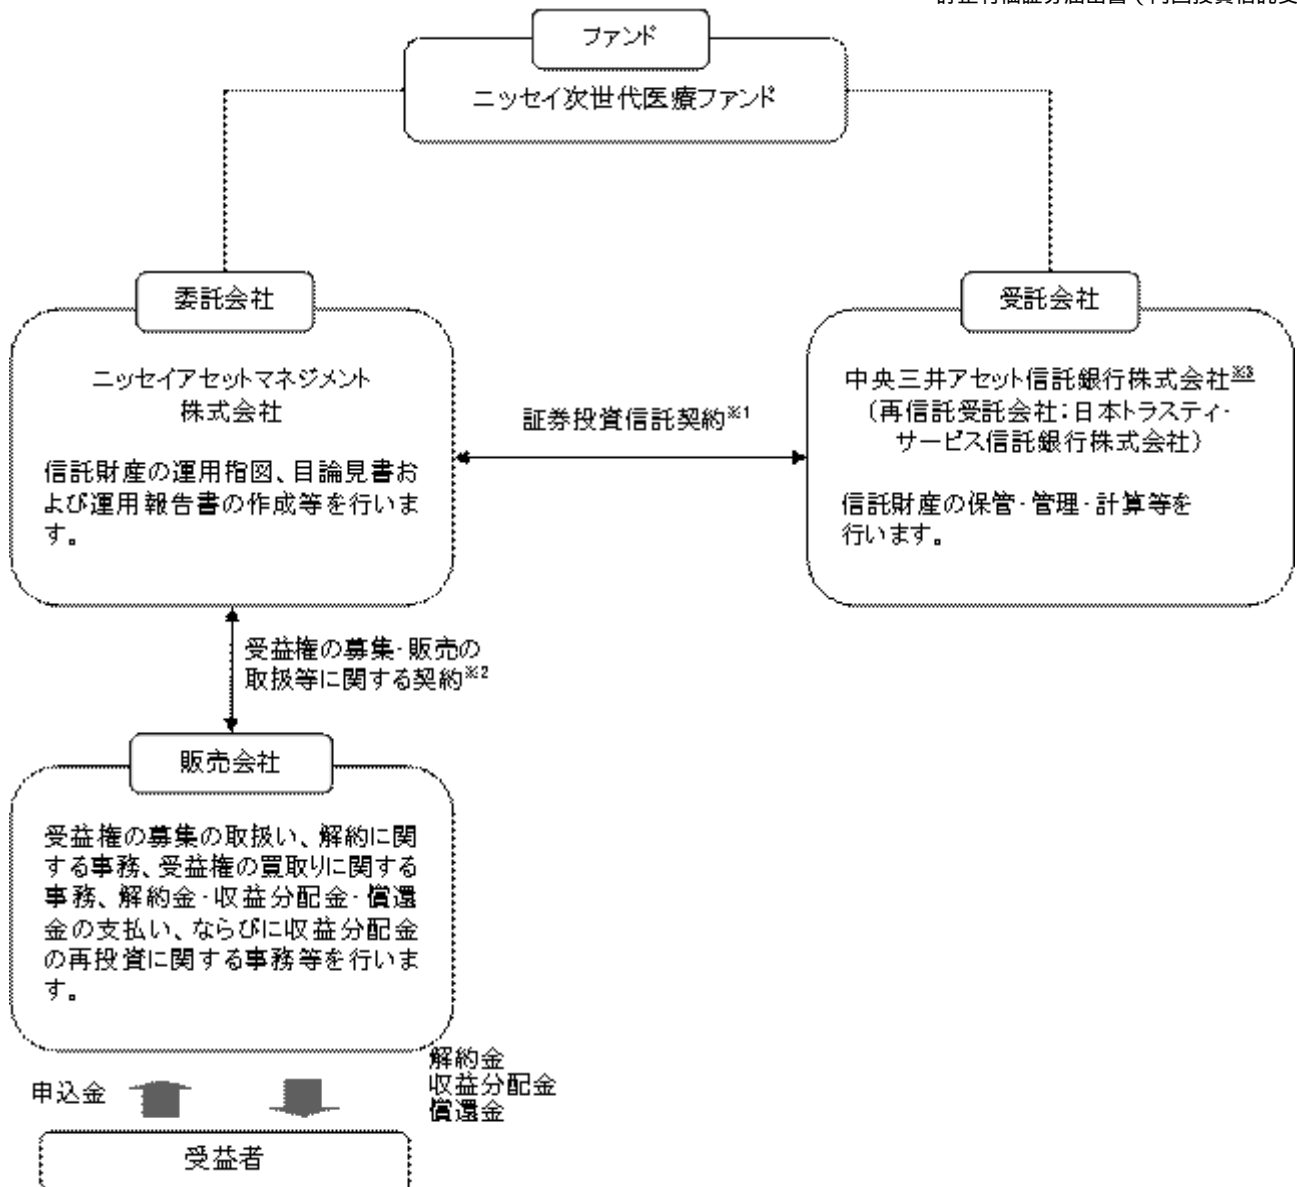 ファンド
ニッセイ次世代医療ファンド
委託会社
ニッセイアセットマネジメント
株式会社
信託財産の運用指図、目論見書お
よび運用報告書の作成等を行いま
す。
証券投資信託契約※1
受託会社
中央三井アセット信託銀行株式会社※3
(再信託受託会社:日本トラスティ・
サービス信託銀行株式会社)
信託財産の保管・管理・計算等を
行います。
受益権の募集・販売の
取扱等に関する契約※2
販売会社
受益権の募集の取扱い、解約に関
する事務、受益権の買取りに関する
事務、解約金・収益分配金・償還
金の支払い、ならびに収益分配金
の再投資に関する事務等を行いま
す。
申込金
解約金
収益分配金
償還金
受益者